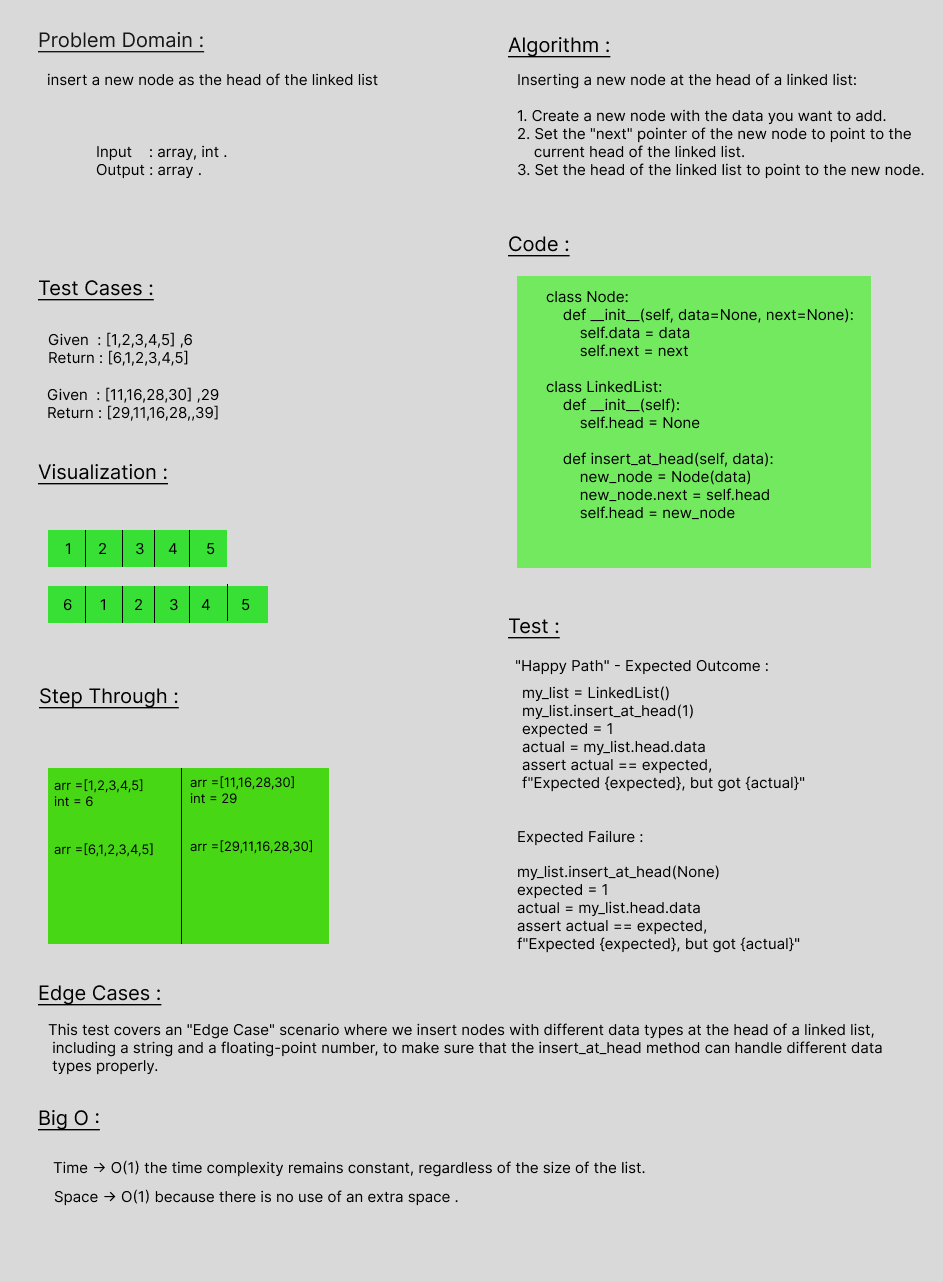 Problem Domain :
insert a new node as the head of the linked list
Input    : array, int .
Output : array .
Test Cases :
Given  : [1,2,3,4,5] ,6
Return : [6,1,2,3,4,5]
Given  : [11,16,28,30] ,29
Return : [29,11,16,28,,39]
Visualization :
1 2 3 4 5
6 1 2 3 4 5
Step Through :
arr =[1,2,3,4,5]
int = 6
arr =[6,1,2,3,4,5]
arr =[11,16,28,30]
int = 29
arr =[29,11,16,28,30]
Algorithm :
Inserting a new node at the head of a linked list:
1. Create a new node with the data you want to add.
2. Set the "next" pointer of the new node to point to the
current head of the linked list.
3. Set the head of the linked list to point to the new node.
Code :
class Node:
    def __init__(self, data=None, next=None):
        self.data = data
        self.next = next
class LinkedList:
    def __init__(self):
        self.head = None
    def insert_at_head(self, data):
        new_node = Node(data)
        new_node.next = self.head
        self.head = new_node
Test :
"Happy Path" - Expected Outcome :
my_list = LinkedList()
my_list.insert_at_head(1)
expected = 1
actual = my_list.head.data
assert actual == expected,
f"Expected {expected}, but got {actual}"
Expected Failure :
my_list.insert_at_head(None)
expected = 1
actual = my_list.head.data
assert actual == expected,
f"Expected {expected}, but got {actual}"
Edge Cases :
This test covers an "Edge Case" scenario where we insert nodes with different data types at the head of a linked list,
including a string and a floating-point number, to make sure that the insert_at_head method can handle different data
types properly.
Big O :
Time -> O(1) the time complexity remains constant, regardless of the size of the list.
Space -> O(1) because there is no use of an extra space .